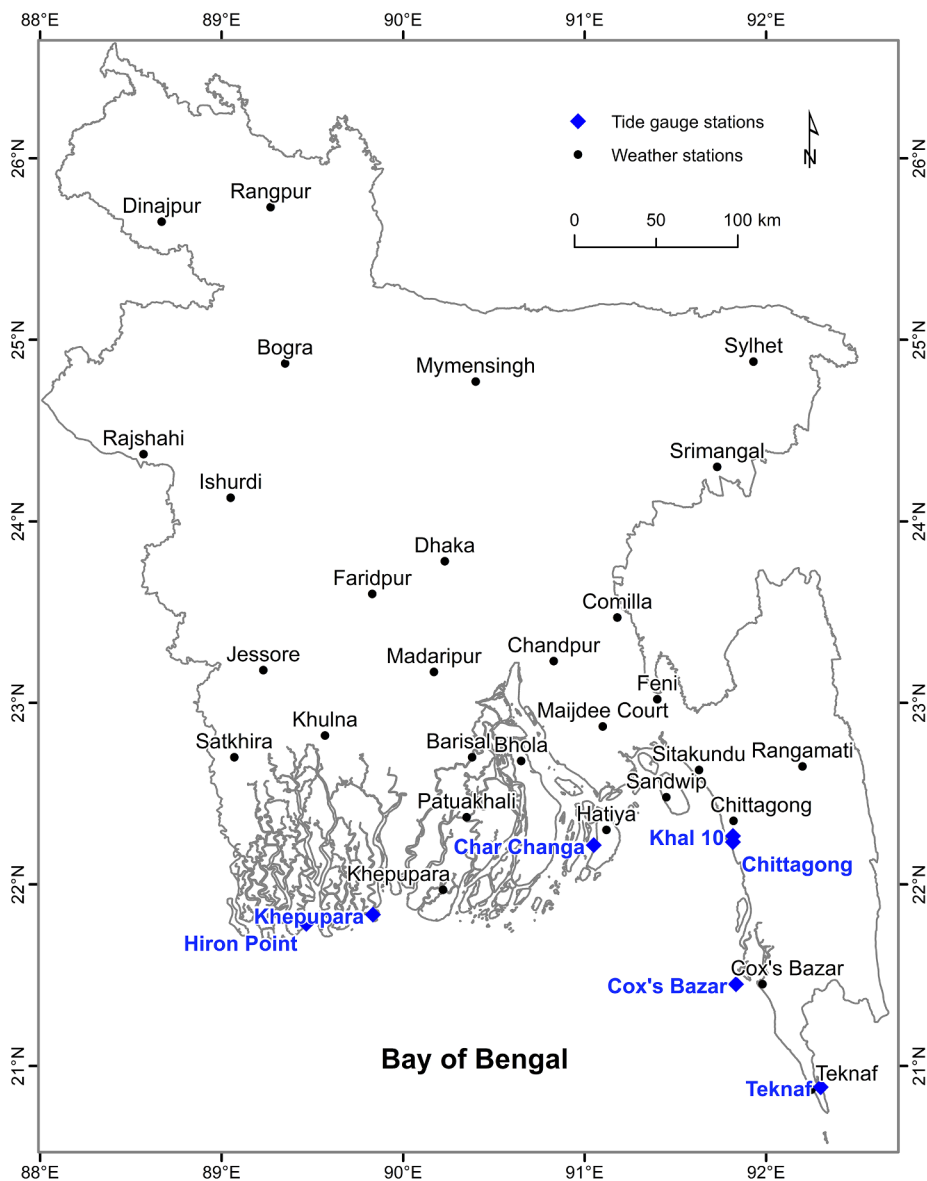 88°E 89°E 90°E 91°E 92°E
Tide gauge stations
Weather stations
N
0 50 100 km
26°N 26°N
Rangpur
Dinajpur
25°N 25°N
Sylhet
Bogra
Mymensingh
Rajshahi
Srimangal
Ishurdi
24°N 24°N
Dhaka
Faridpur
Comilla
Chandpur
Jessore
Madaripur
Feni
23°N 23°N
Maijdee Court
Khulna
Satkhira
Barisal
Bhola
Sitakundu
Rangamati
Sandwip
Patuakhali
Chittagong
Hatiya
Khal 10
Char Changa
Chittagong
Khepupara
22°N 22°N
Khepupara
Hiron Point
Cox's Bazar
Cox's Bazar
Bay of Bengal
21°N 21°N
Teknaf
Teknaf
88°E 89°E 90°E 91°E 92°E